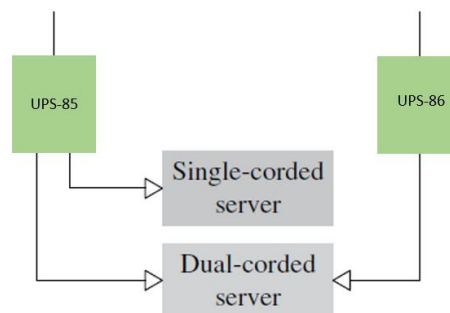 UPS-85
UPS-86
Single-corded
server
Dual-corded
server